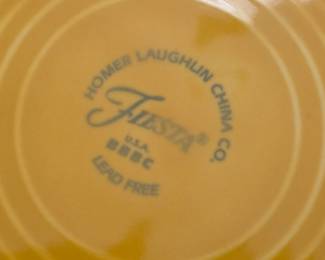 HOMER LAUGHLIN CHINA CO.
FIESTA®
U.S.A.
LEAD FREE